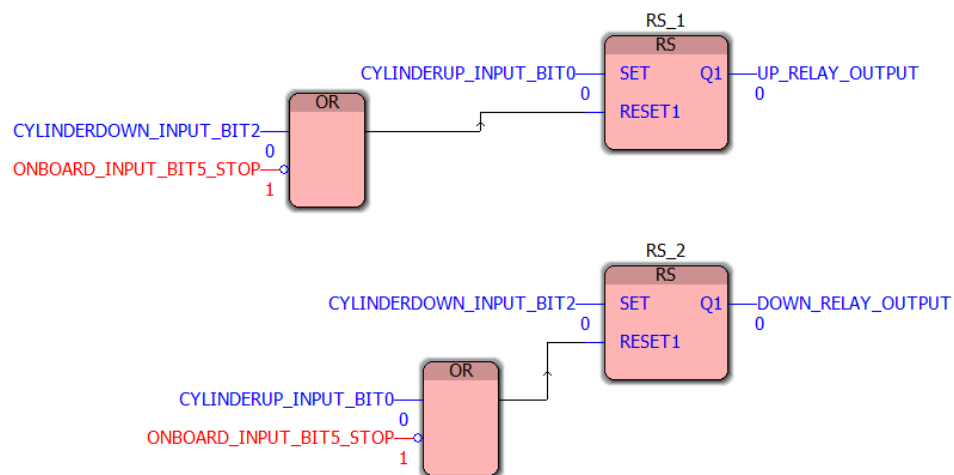 RS_1
RS
CYLINDERUP_INPUT_BIT0 SET Q1 UP_RELAY_OUTPUT
0 0
OR RESET1
CYLINDERDOWN_INPUT_BIT2
0
ONBOARD_INPUT_BIT5_STOP
1
RS_2
RS
CYLINDERDOWN_INPUT_BIT2 SET Q1 DOWN_RELAY_OUTPUT
0 0
RESET1
OR
CYLINDERUP_INPUT_BIT0
0
ONBOARD_INPUT_BIT5_STOP
1